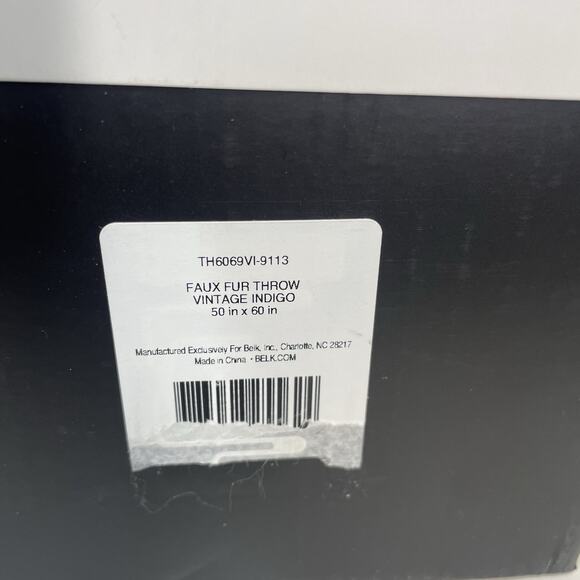 TH6069VI-9113
FAUX FUR THROW
VINTAGE INDIGO
50 in x 60 in
Manufactured Exclusively For Belk, Inc., Charlotte, NC 28217
Made in China • BELK.COM